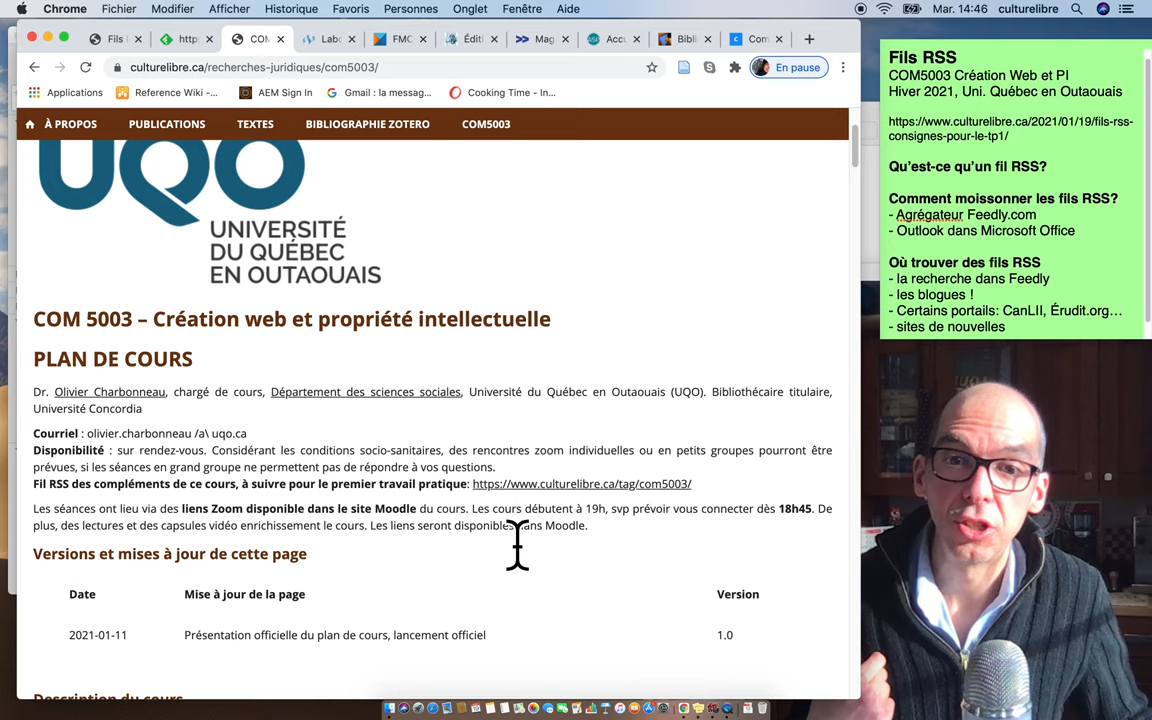 Chrome Fichier Modifier Afficher Historique Favoris Personnes Onglet Fenêtre Aide Mar. 14:46 culturelibre
Fils f http: COM Labo FMC Éditi Mag Accu Bibli Com
culturelibre.ca/recherches-juridiques/com5003/ En pause
Applications Reference Wiki -... AEM Sign In Gmail : la messag... Cooking Time - In...
À PROPOS PUBLICATIONS TEXTES BIBLIOGRAPHIE ZOTERO COM5003
UQO
UNIVERSITÉ
DU QUÉBEC
EN OUTAOUAIS
COM 5003 – Création web et propriété intellectuelle
PLAN DE COURS
Dr. Olivier Charbonneau, chargé de cours, Département des sciences sociales, Université du Québec en Outaouais (UQO). Bibliothécaire titulaire,
Université Concordia
Courriel : olivier.charbonneau /a\ uqo.ca
Disponibilité : sur rendez-vous. Considérant les conditions socio-sanitaires, des rencontres zoom individuelles ou en petits groupes pourront être
prévues, si les séances en grand groupe ne permettent pas de répondre à vos questions.
Fil RSS des compléments de ce cours, à suivre pour le premier travail pratique: https://www.culturelibre.ca/tag/com5003/
Les séances ont lieu via des liens Zoom disponible dans le site Moodle du cours. Les cours débutent à 19h, svp prévoir vous connecter dès 18h45. De
plus, des lectures et des capsules vidéo enrichissement le cours. Les liens seront disponibles dans Moodle.
Versions et mises à jour de cette page
Date Mise à jour de la page Version
2021-01-11 Présentation officielle du plan de cours, lancement officiel 1.0
Description du cours
Fils RSS
COM5003 Création Web et PI
Hiver 2021, Uni. Québec en Outaouais
https://www.culturelibre.ca/2021/01/19/fils-rss-
consignes-pour-le-tp1/
Qu'est-ce qu'un fil RSS?
Comment moissonner les fils RSS?
- Agrégateur Feedly.com
- Outlook dans Microsoft Office
Où trouver des fils RSS
- la recherche dans Feedly
- les blogues !
- Certains portails: CanLII, Érudit.org…
- sites de nouvelles